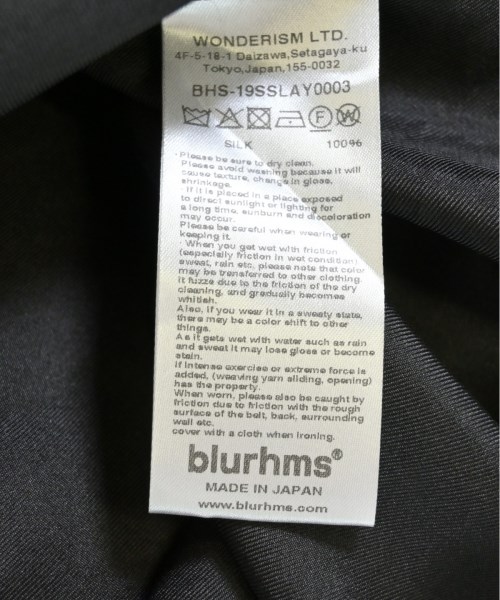 WONDERISM LTD.
4F-5-18-1 Daizawa,Setagaya-ku
Tokyo,Japan,155-0032
BHS-19SSLAY0003
SILK 100%
·Please be sure to dry clean.
Please avoid washing because it will
cause texture, change in gloss,
shrinkage.
·If it is placed in a place exposed
to direct sunlight or lighting for
a long time, sunburn and discoloration
may occur.
Please be careful when wearing or
keeping it.
·When you get wet with friction
(especially friction in wet condition)
sweat, rain etc, please note that color
may be transferred to other clothing.
it fuzzs due to the friction of the dry
cleaning, and gradually becomes
whitish.
Also, if you wear it in a sweaty state,
there may be a color shift to other
things.
As it gets wet with water such as rain
and sweat it may lose gloss or become
stain.
If intense exercise or extreme force is
added, (weaving yarn sliding, opening)
has the property.
When worn, please also be caught by
friction due to friction with the rough
surface of the belt, back, surrounding
wall etc.
cover with a cloth when ironing.
blurhms®
MADE IN JAPAN
www.blurhms.com